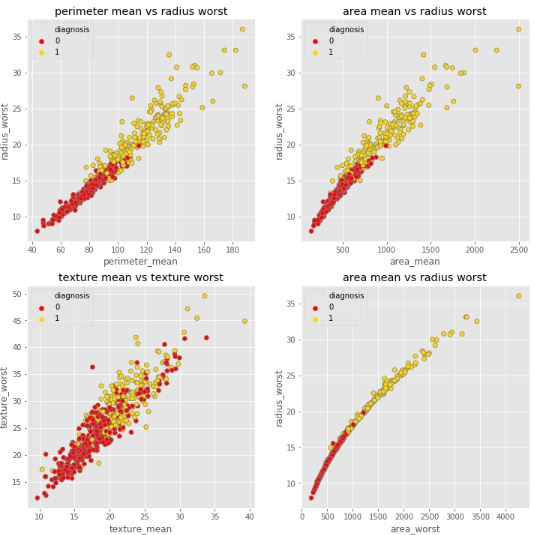 perimeter mean vs radius worst
diagnosis
0
1
35
30
25
20
15
10
radius_worst
40 60 80 100 120 140 160 180
perimeter_mean
area mean vs radius worst
diagnosis
0
1
35
30
25
20
15
10
radius_worst
500 1000 1500 2000 2500
area_mean
texture mean vs texture worst
diagnosis
0
1
50
45
40
35
30
25
20
15
texture_worst
10 15 20 25 30 35 40
texture_mean
area mean vs radius worst
diagnosis
0
1
35
30
25
20
15
10
radius_worst
0 500 1000 1500 2000 2500 3000 3500 4000
area_worst